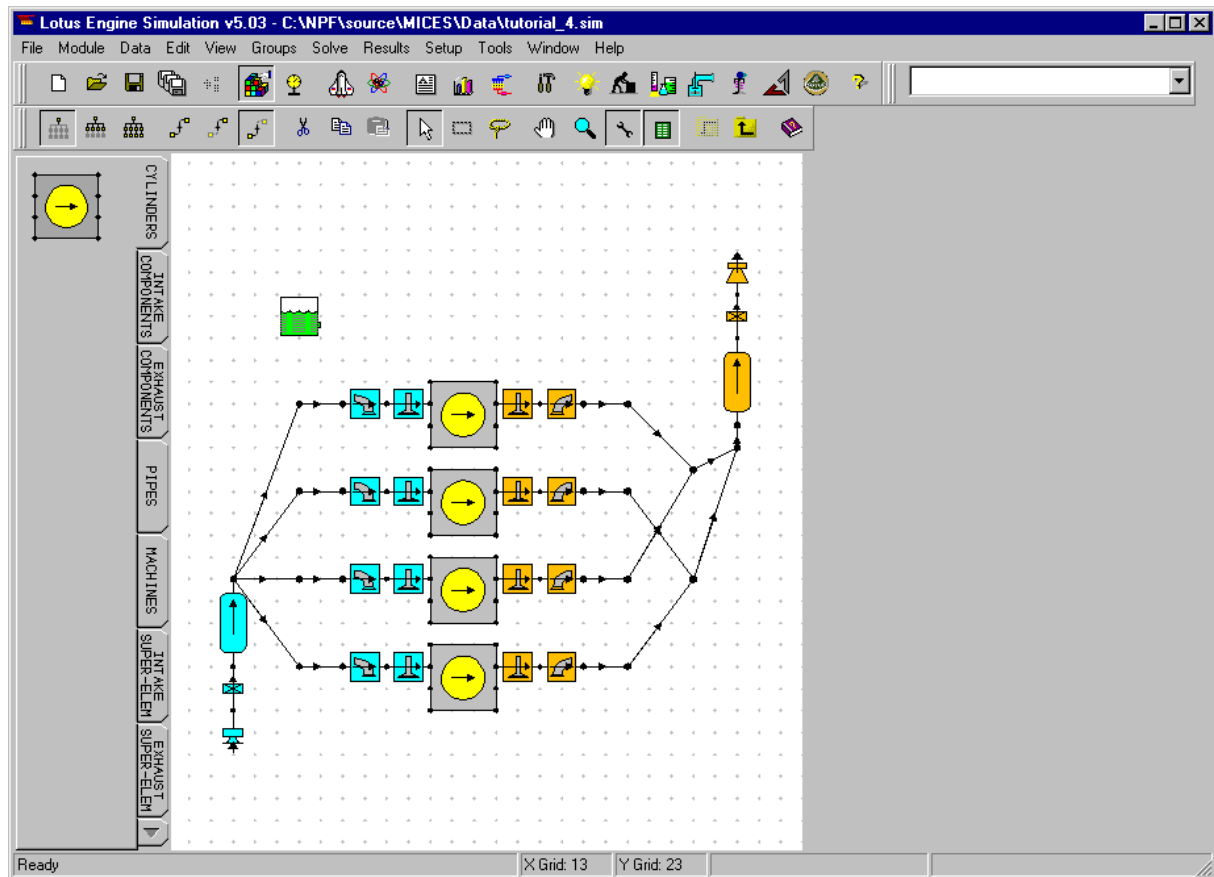 Lotus Engine Simulation v5.03 - C:\NPF\source\MICES\Data\tutorial_4.sim
File Module Data Edit View Groups Solve Results Setup Tools Window Help
CYLINDERS
INTAKE
COMPONENTS
EXHAUST
COMPONENTS
PIPES
MACHINES
INTAKE
SUPER-ELEM
EXHAUST
SUPER-ELEM
Ready
X Grid: 13
Y Grid: 23